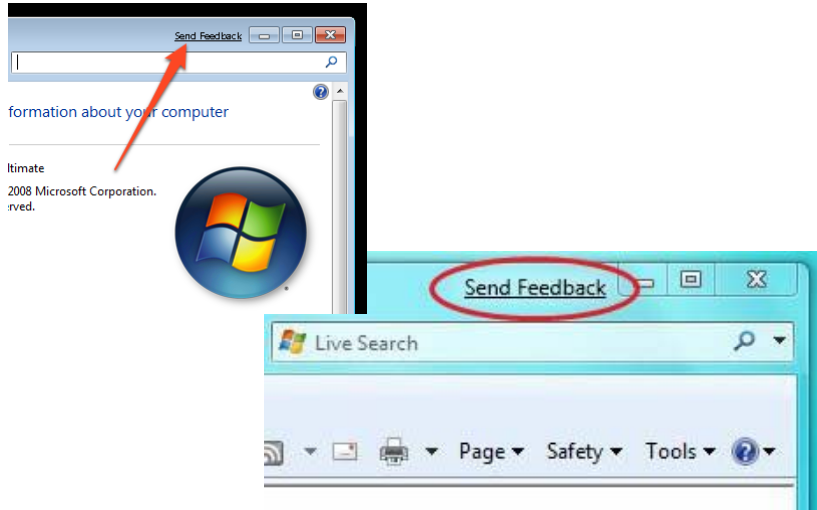 Send Feedback
formation about your computer
ltimate
2008 Microsoft Corporation.
rved.
Send Feedback
Live Search
Page Safety Tools